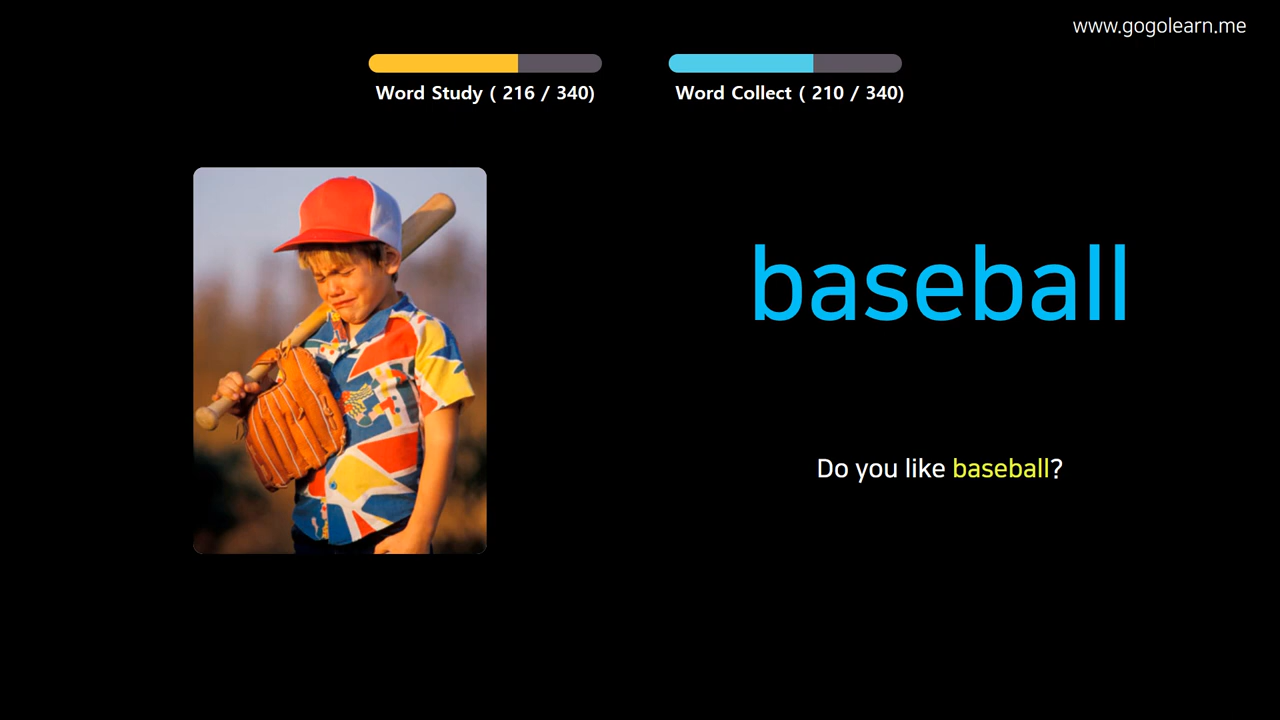 www.gogolearn.me
Word Study ( 216 / 340)
Word Collect ( 210 / 340)
baseball
Do you like baseball?